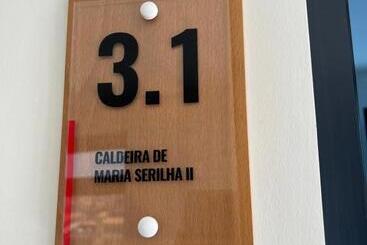 3.1
CALDEIRA DE
MARIA SERILHA II